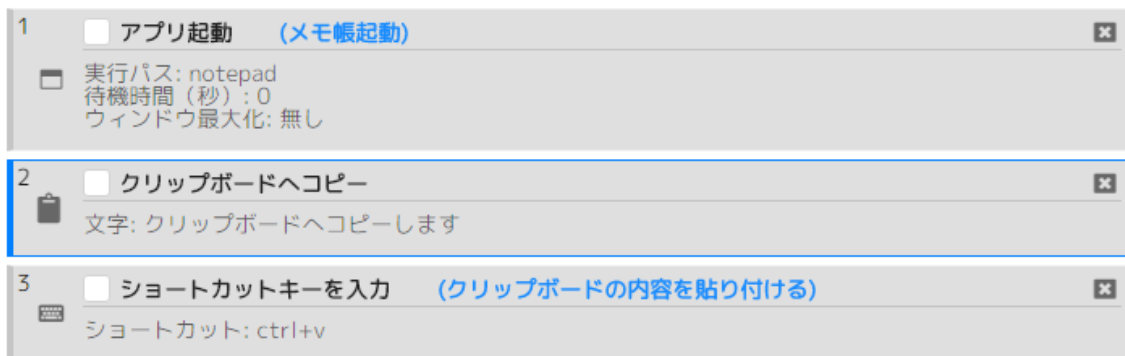 1
アプリ起動 (メモ帳起動)
実行パス: notepad
待機時間（秒）: 0
ウィンドウ最大化: 無し
2
クリップボードへコピー
文字: クリップボードへコピーします
3
ショートカットキーを入力 (クリップボードの内容を貼り付ける)
ショートカット: ctrl+v